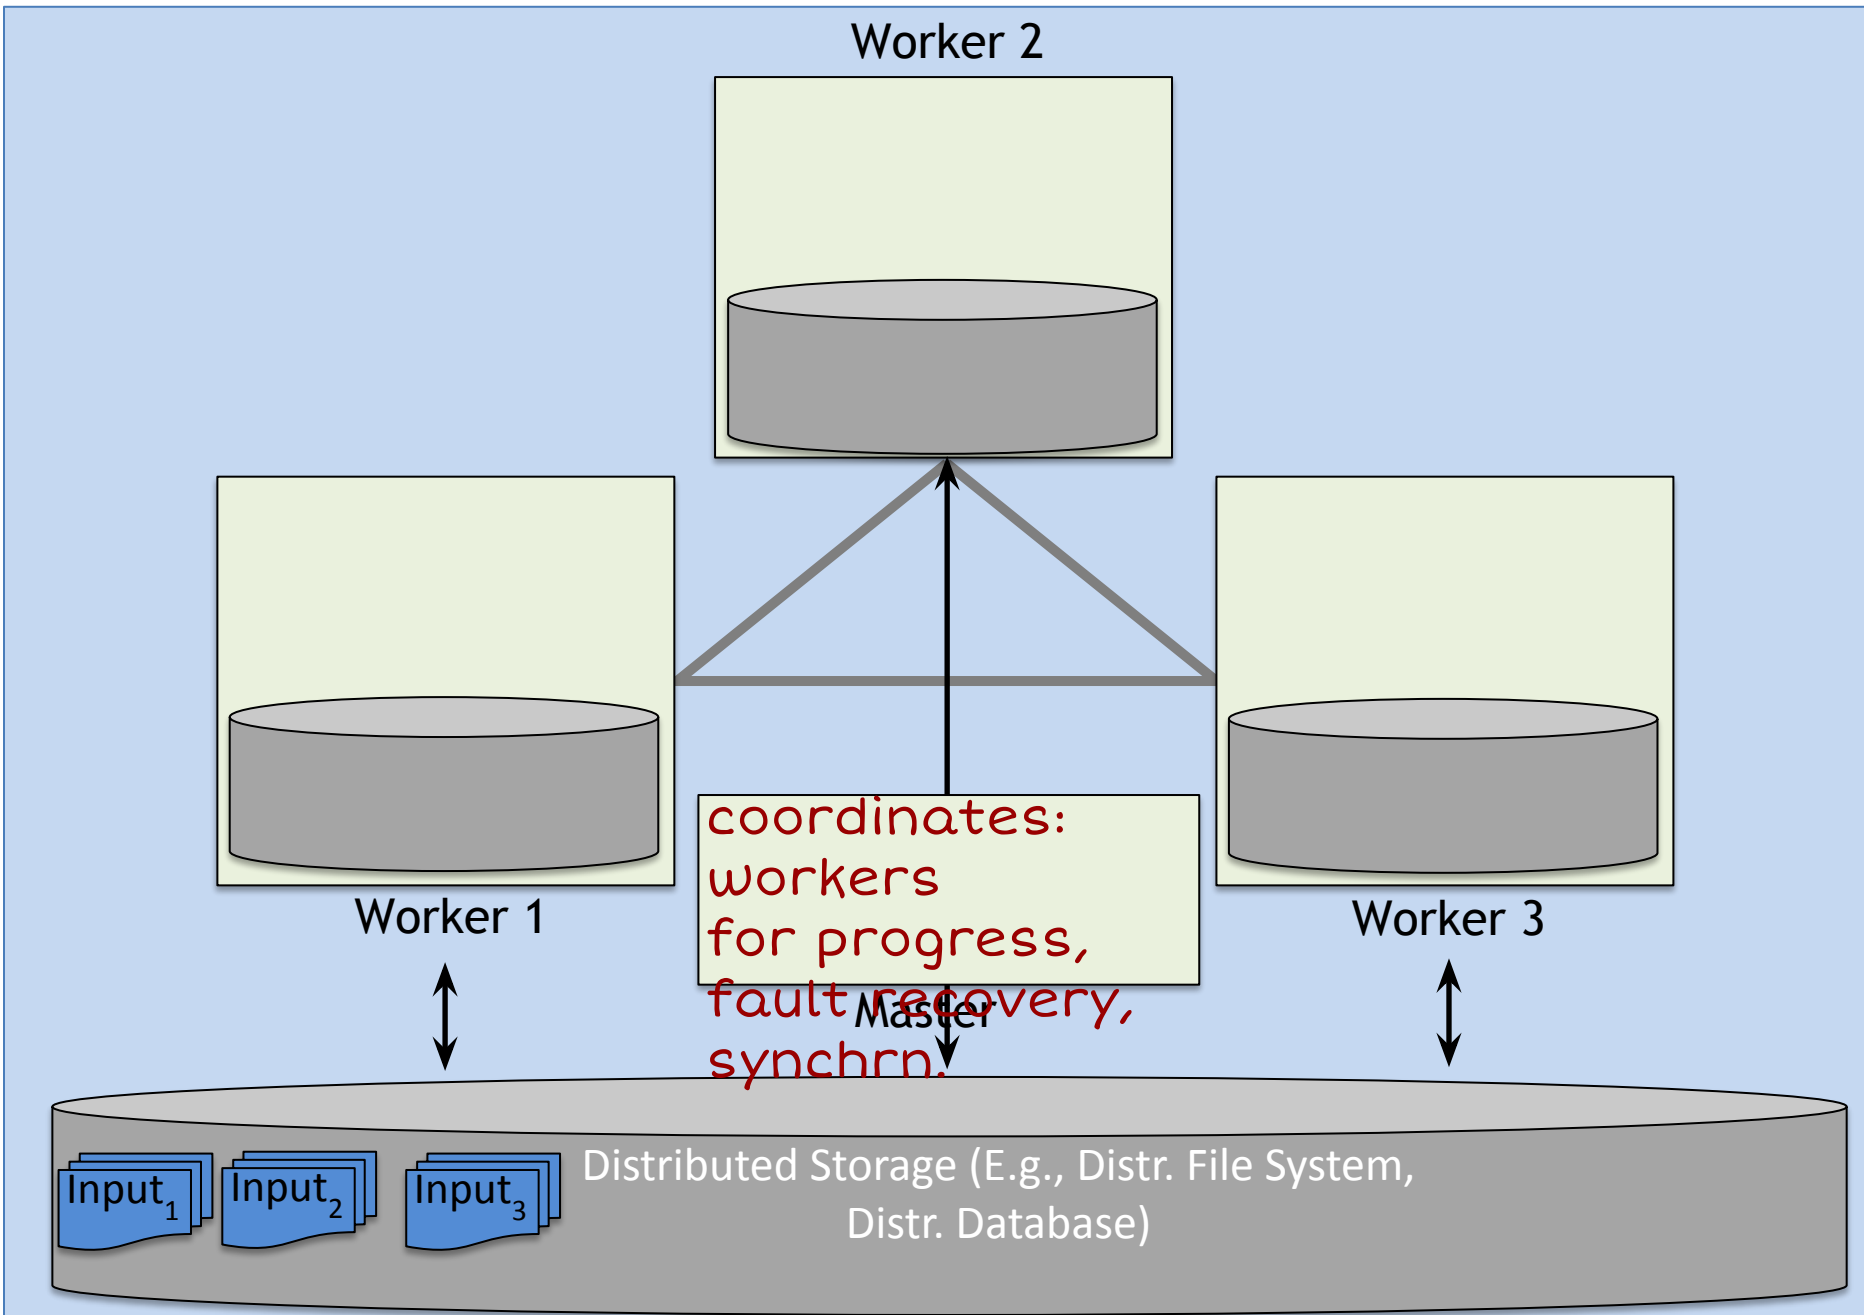 Worker 2
Worker 1
Worker 3
coordinates:
workers
for progress,
fault recovery,
synchrn.
Master
Distributed Storage (E.g., Distr. File System,
Distr. Database)
Input1
Input2
Input3